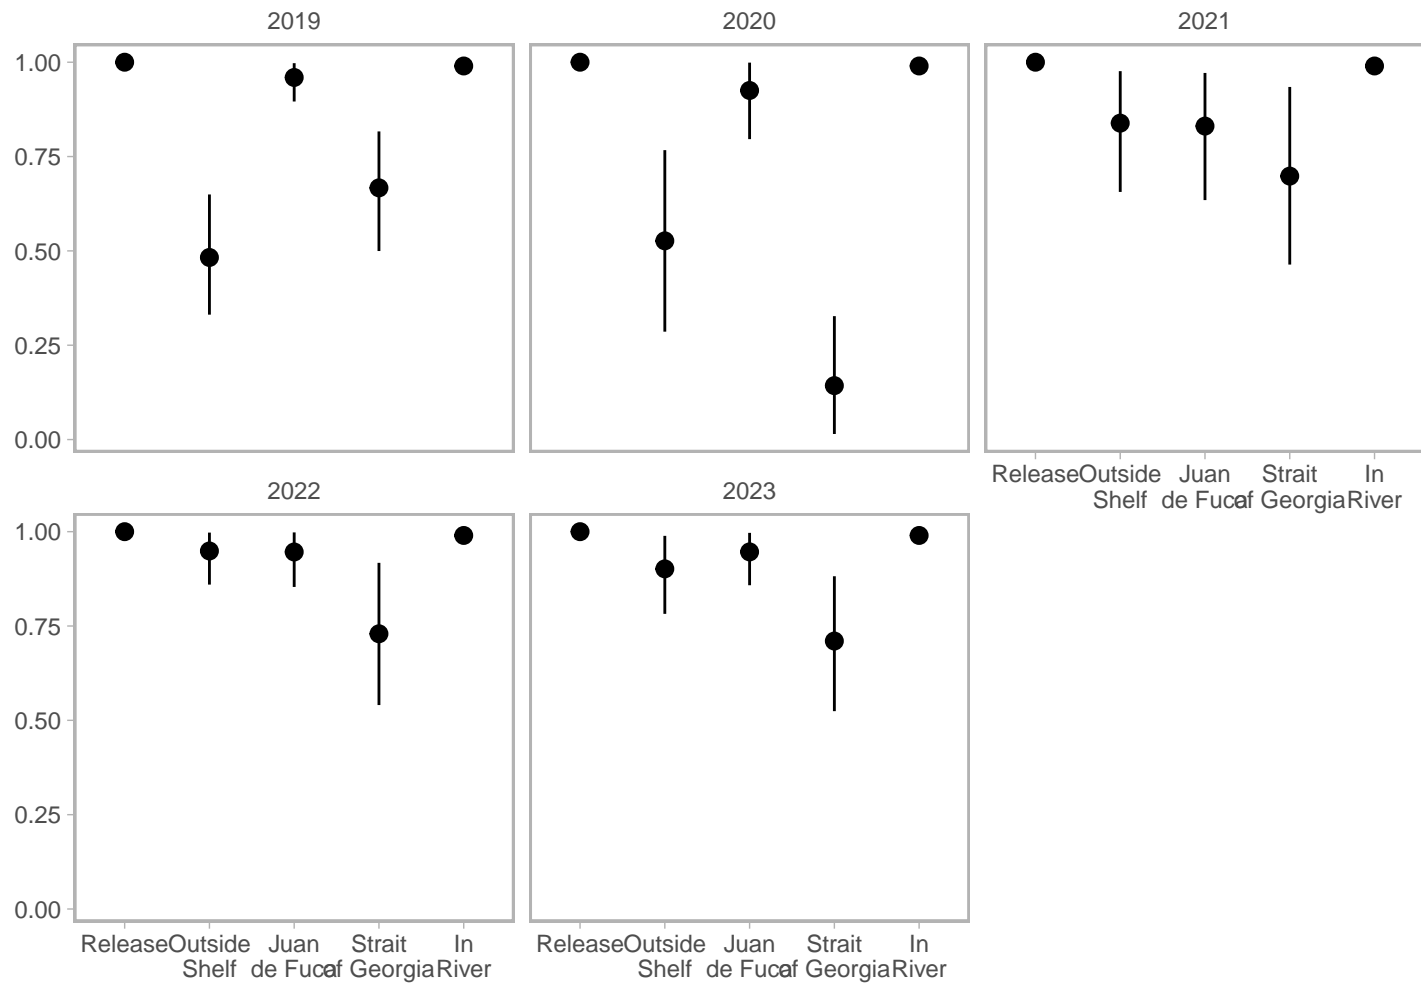 2019
2020
2021
1.00
0.75
0.50
0.25
0.00
Release Outside Juan Strait In
Shelf de Fuca of Georgia River
2022
2023
1.00
0.75
0.50
0.25
0.00
Release Outside Juan Strait In
Shelf de Fuca of Georgia River
Release Outside Juan Strait In
Shelf de Fuca of Georgia River